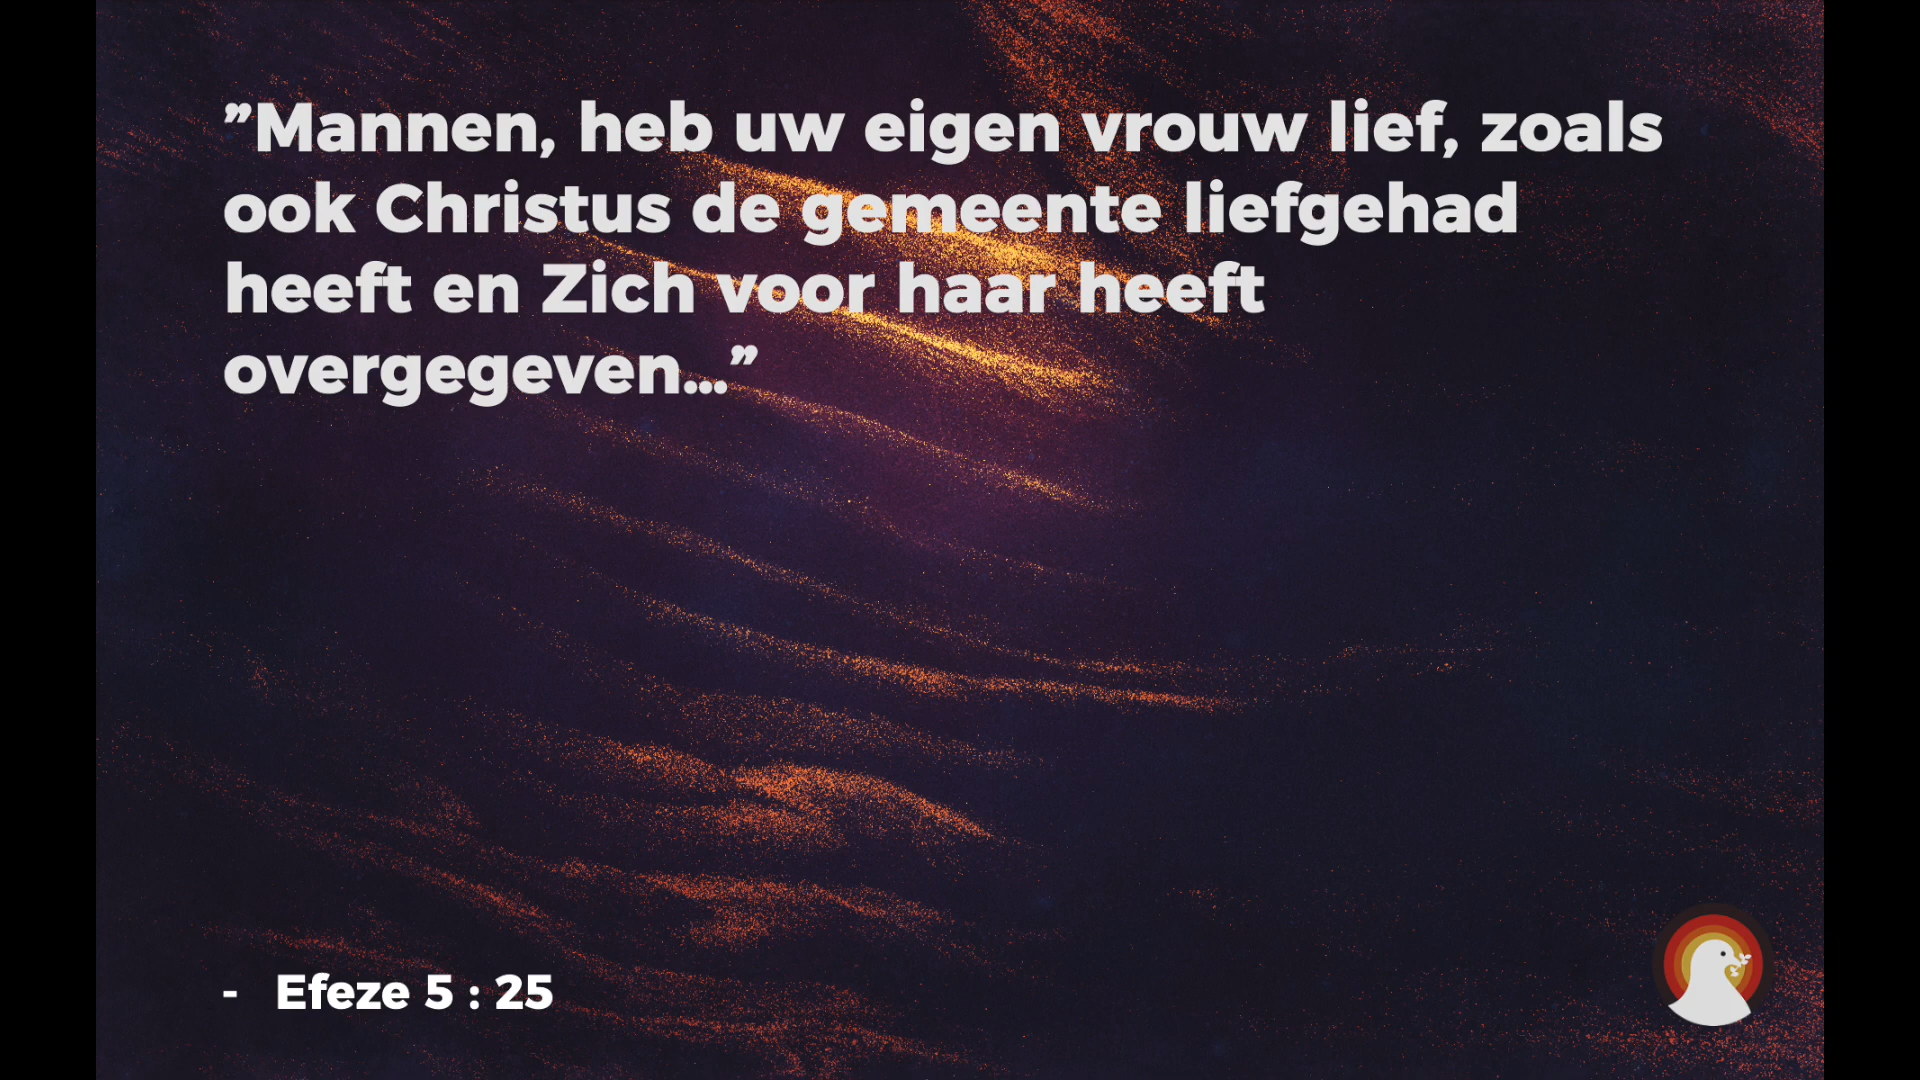 ”Mannen, heb uw eigen vrouw lief, zoals
ook Christus de gemeente liefgehad
heeft en Zich voor haar heeft
overgegeven...”
- Efeze 5 : 25